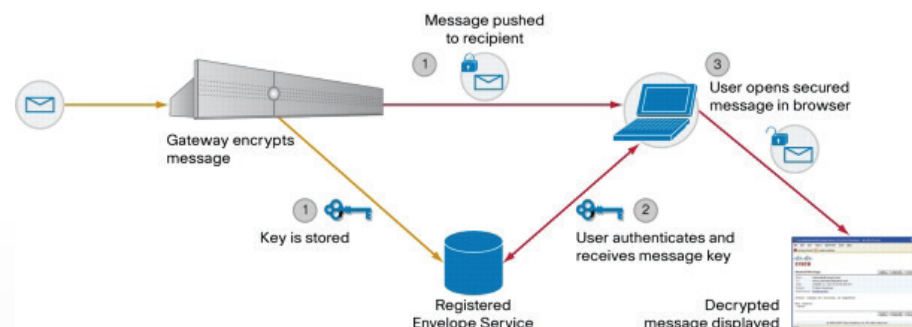 Message pushed
to recipient
1
3
User opens secured
message in browser
Gateway encrypts
message
1
Key is stored
2
User authenticates and
receives message key
Registered
Envelope Service
Decrypted
message displayed
CISCO